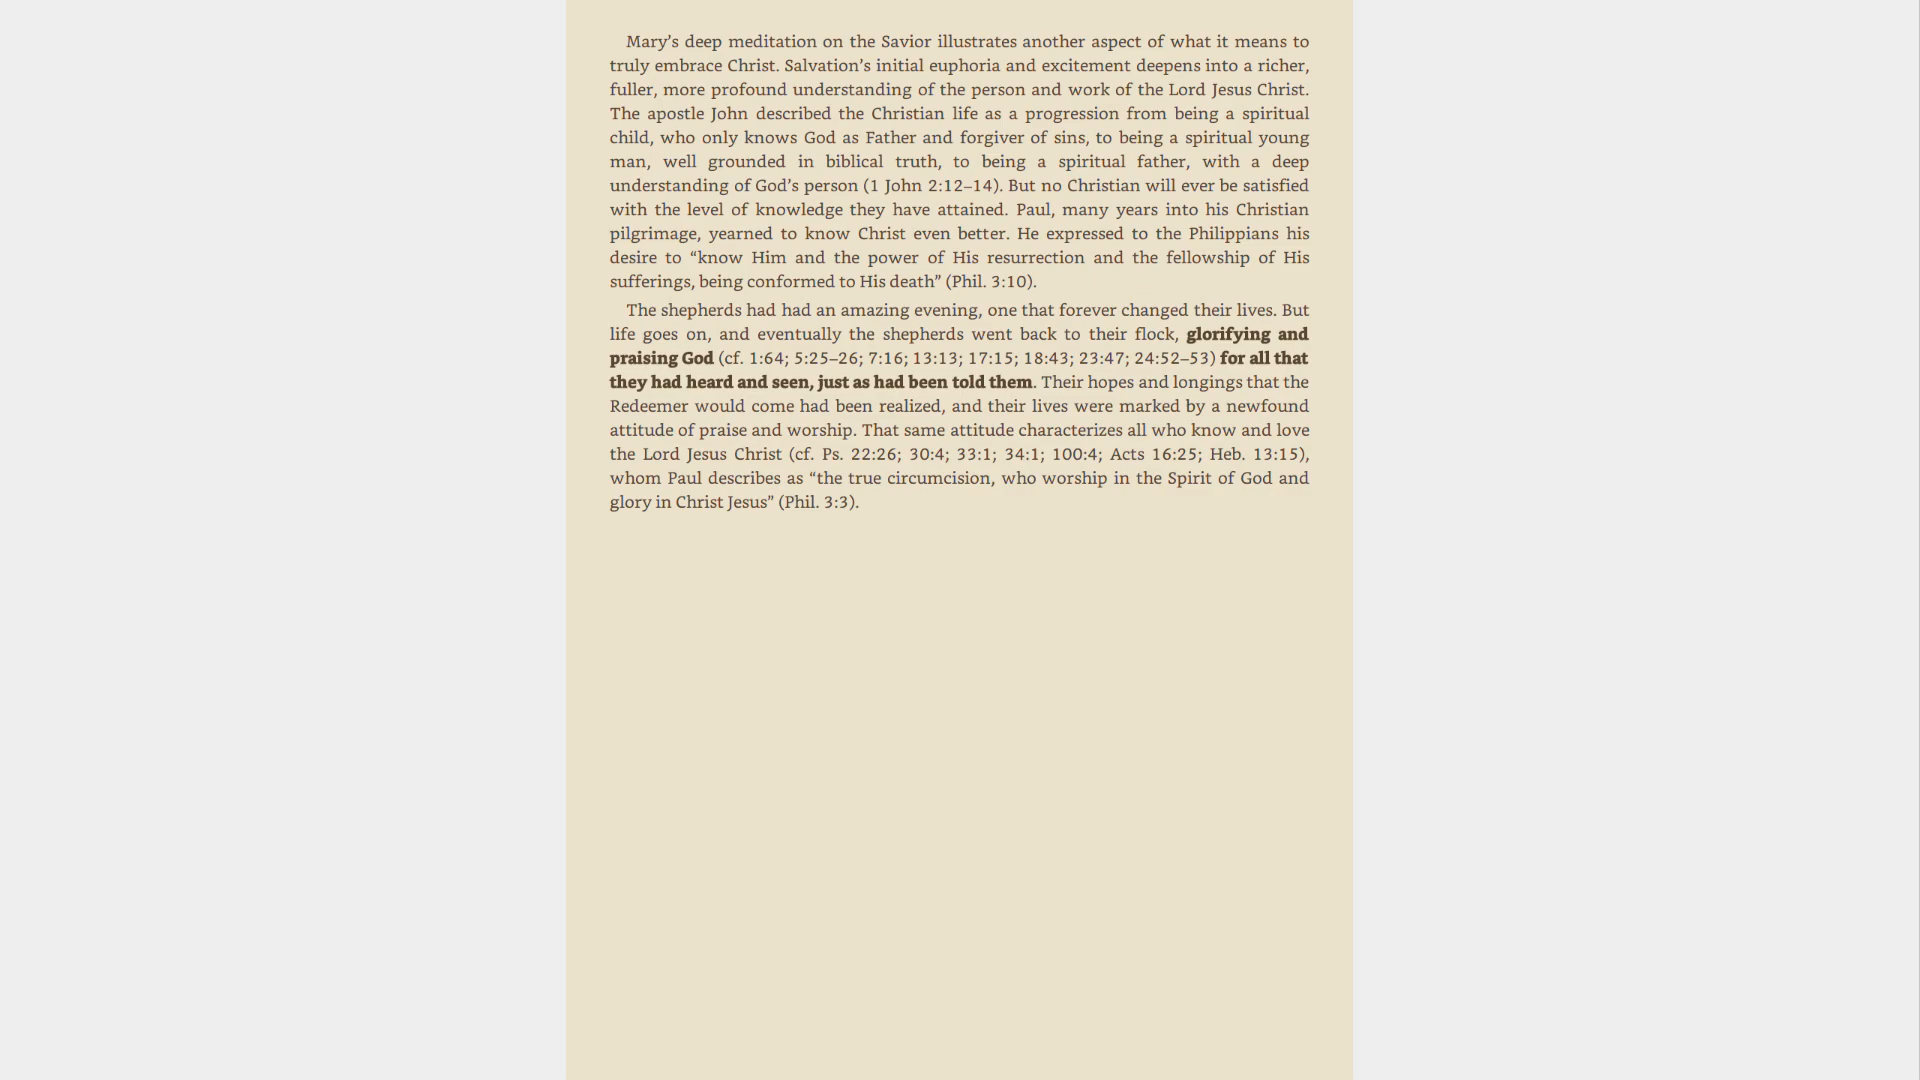 Mary’s deep meditation on the Savior illustrates another aspect of what it means to
truly embrace Christ. Salvation’s initial euphoria and excitement deepens into a richer,
fuller, more profound understanding of the person and work of the Lord Jesus Christ.
The apostle John described the Christian life as a progression from being a spiritual
child, who only knows God as Father and forgiver of sins, to being a spiritual young
man, well grounded in biblical truth, to being a spiritual father, with a deep
understanding of God’s person (1 John 2:12–14). But no Christian will ever be satisfied
with the level of knowledge they have attained. Paul, many years into his Christian
pilgrimage, yearned to know Christ even better. He expressed to the Philippians his
desire to “know Him and the power of His resurrection and the fellowship of His
sufferings, being conformed to His death” (Phil. 3:10).
The shepherds had had an amazing evening, one that forever changed their lives. But
life goes on, and eventually the shepherds went back to their flock, glorifying and
praising God (cf. 1:64; 5:25–26; 7:16; 13:13; 17:15; 18:43; 23:47; 24:52–53) for all that
they had heard and seen, just as had been told them. Their hopes and longings that the
Redeemer would come had been realized, and their lives were marked by a newfound
attitude of praise and worship. That same attitude characterizes all who know and love
the Lord Jesus Christ (cf. Ps. 22:26; 30:4; 33:1; 34:1; 100:4; Acts 16:25; Heb. 13:15),
whom Paul describes as “the true circumcision, who worship in the Spirit of God and
glory in Christ Jesus” (Phil. 3:3).